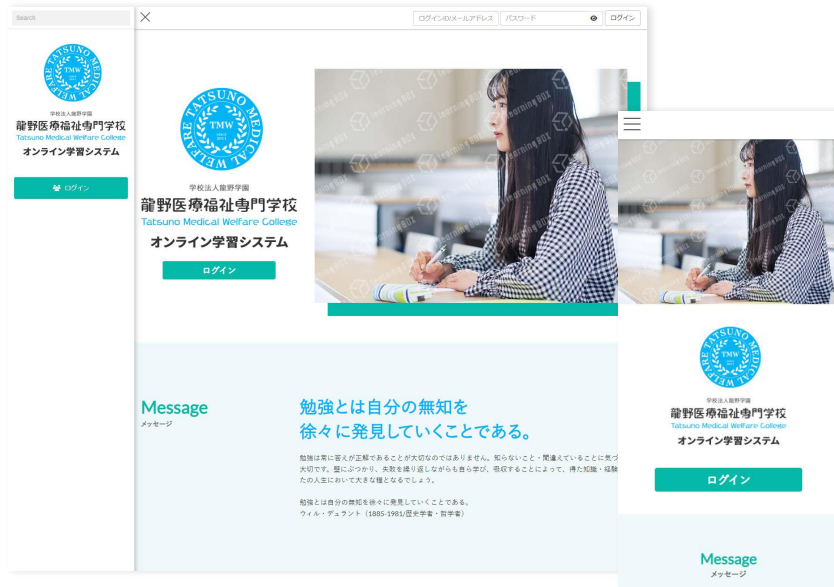 Search
TATSUNO MEDICAL WELFARE
TMW
学校法人龍野学園
龍野医療福祉専門学校
Tatsuno Medical Welfare College
オンライン学習システム
ログイン
ログインID/メールアドレス
パスワード
ログイン
TATSUNO MEDICAL WELFARE
TMW
SINCE
学校法人龍野学園
龍野医療福祉専門学校
Tatsuno Medical Welfare College
オンライン学習システム
ログイン
learningBOX
Message
メッセージ
勉強とは自分の無知を
徐々に発見していくことである。
勉強は常に答えが正解であることが大切なのではありません。知らないこと・間違えていることに気づ
大切です。壁にぶつかり、失敗を繰り返しながらも自ら学び、吸収することによって、得た知識・経験
たの人生において大きな糧となるでしょう。
勉強とは自分の無知を徐々に発見していくことである。
ウィル・デュラント（1885-1981/歴史学者・哲学者）
TATSUNO MEDICAL WELFARE
TMW
学校法人龍野学園
龍野医療福祉専門学校
Tatsuno Medical Welfare College
オンライン学習システム
ログイン
Message
メッセージ